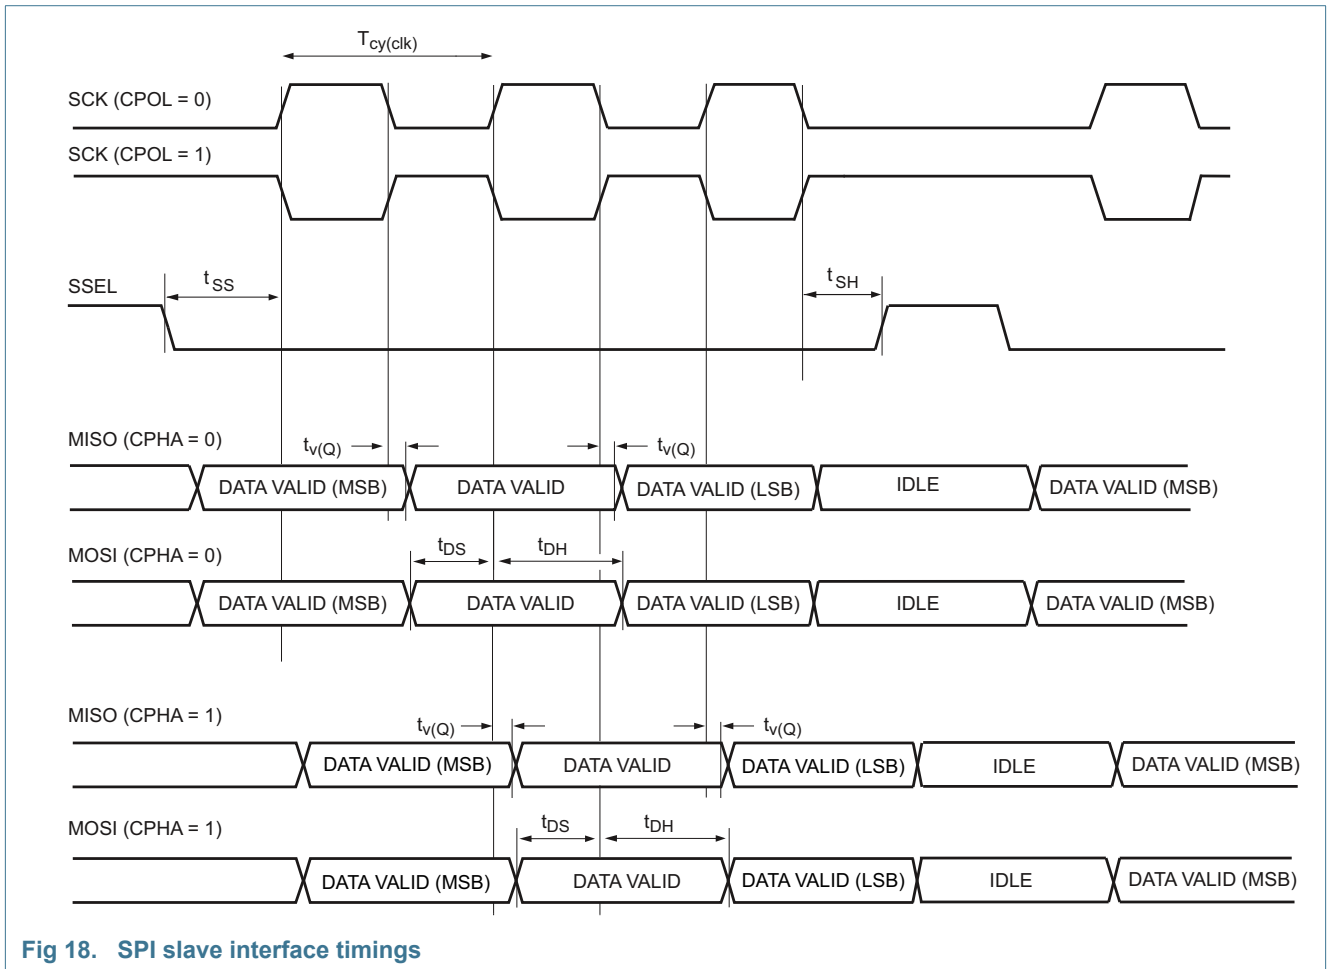 Tcy(clk)
SCK (CPOL = 0)
SCK (CPOL = 1)
SSEL
tSS
tSH
MISO (CPHA = 0)
tv(Q)
tv(Q)
DATA VALID (MSB) DATA VALID DATA VALID (LSB) IDLE DATA VALID (MSB)
MOSI (CPHA = 0)
tDS
tDH
DATA VALID (MSB) DATA VALID DATA VALID (LSB) IDLE DATA VALID (MSB)
MISO (CPHA = 1)
tv(Q)
tv(Q)
DATA VALID (MSB) DATA VALID DATA VALID (LSB) IDLE DATA VALID (MSB)
MOSI (CPHA = 1)
tDS
tDH
DATA VALID (MSB) DATA VALID DATA VALID (LSB) IDLE DATA VALID (MSB)
Fig 18. SPI slave interface timings